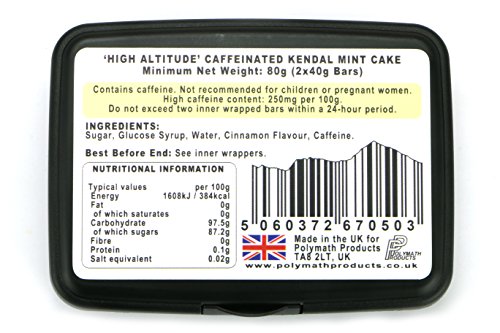 'HIGH ALTITUDE' CAFFEINATED KENDAL MINT CAKE
Minimum Net Weight: 80g (2x40g Bars)
Contains caffeine. Not recommended for children or pregnant women.
High caffeine content: 250mg per 100g.
Do not exceed two inner wrapped bars within a 24-hour period.
INGREDIENTS:
Sugar, Glucose Syrup, Water, Cinnamon Flavour, Caffeine.
Best Before End: See inner wrappers.
NUTRITIONAL INFORMATION
Typical values per 100g
Energy 1608kJ / 384kcal
Fat 0g
of which saturates 0g
Carbohydrate 97.5g
of which sugars 87.2g
Fibre 0g
Protein 0.1g
Salt equivalent 0.02g
5 060372 670503
Made in the UK for
Polymath Products
TA8 2LT, UK
POLYMATH
PRODUCTS
www.polymathproducts.co.uk